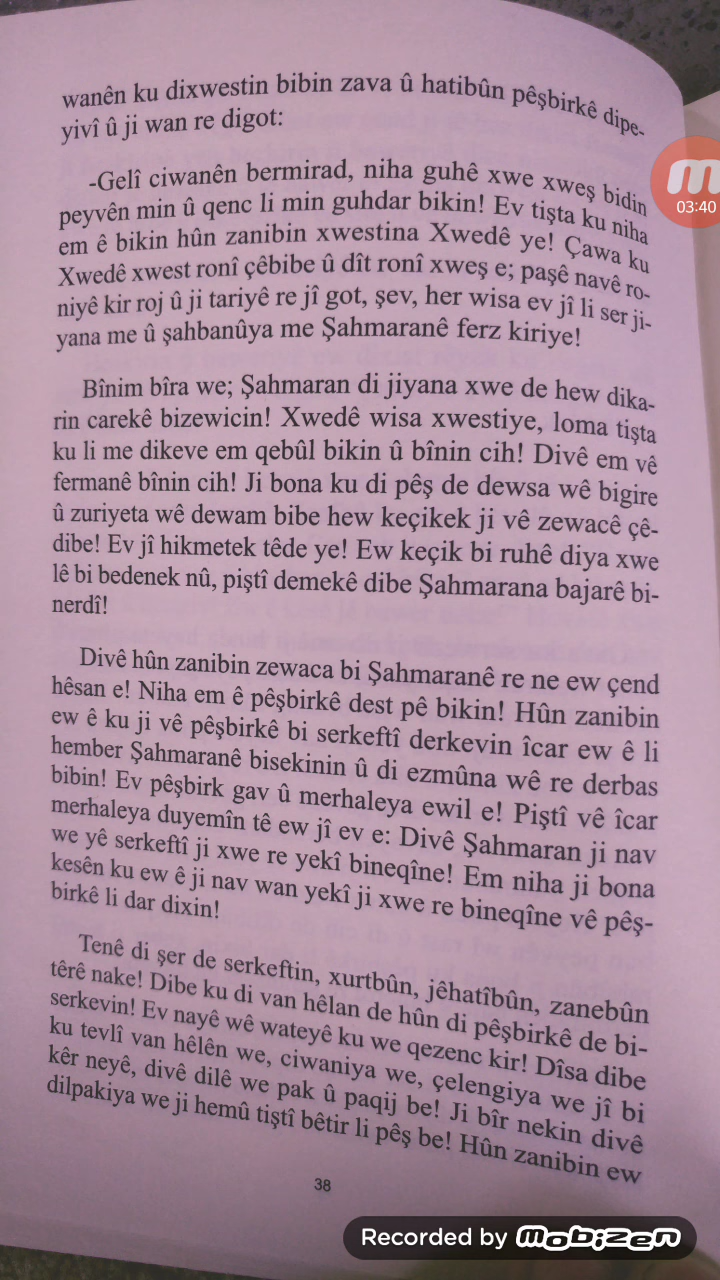 wanên ku dixwestin bibin zava û hatibûn pêşbirkê dipe-
yivî û ji wan re digot:
-Gelî ciwanên bermirad, niha guhê xwe xweş bidin
peyvên min û qenc li min guhdar bikin! Ev tişta ku niha
em ê bikin hûn zanibin xwestina Xwedê ye! Çawa ku
Xwedê xwest ronî çêbibe û dît ronî xweş e; paşê navê ro-
niyê kir roj û ji tariyê re jî got, şev, her wisa ev jî li ser ji-
yana me û şahbanûya me Şahmaranê ferz kiriye!
Bînim bîra we; Şahmaran di jiyana xwe de hew dika-
rin carekê bizewicin! Xwedê wisa xwestiye, loma tişta
ku li me dikeve em qebûl bikin û bînin cih! Divê em vê
fermanê bînin cih! Ji bona ku di pêş de dewsa wê bigire
û zuriyeta wê dewam bibe hew keçikek ji vê zewacê çê-
dibe! Ev jî hikmetek têde ye! Ew keçik bi ruhê diya xwe
lê bi bedenek nû, piştî demekê dibe Şahmarana bajarê bi-
nerdî!
Divê hûn zanibin zewaca bi Şahmaranê re ne ew çend
hêsan e! Niha em ê pêşbirkê dest pê bikin! Hûn zanibin
ew ê ku ji vê pêşbirkê bi serkeftî derkevin îcar ew ê li
hember Şahmaranê bisekinin û di ezmûna wê re derbas
bibin! Ev pêşbirk gav û merhaleya ewil e! Piştî vê îcar
merhaleya duyemîn tê ew jî ev e: Divê Şahmaran ji nav
we yê serkeftî ji xwe re yekî bineqîne! Em niha ji bona
kesên ku ew ê ji nav wan yekî ji xwe re bineqîne vê pêş-
birkê li dar dixin!
Tenê di şer de serkeftin, xurtbûn, jêhatîbûn, zanebûn
têrê nake! Dibe ku di van hêlan de hûn di pêşbirkê de bi-
serkevin! Ev nayê wê wateyê ku we qezenc kir! Dîsa dibe
ku tevlî van hêlên we, ciwaniya we, çelengiya we jî bi
kêr neyê, divê dilê we pak û paqij be! Ji bîr nekin divê
dilpakiya we ji hemû tiştî bêtir li pêş be! Hûn zanibin ew
38
03:40
Recorded by mobizen